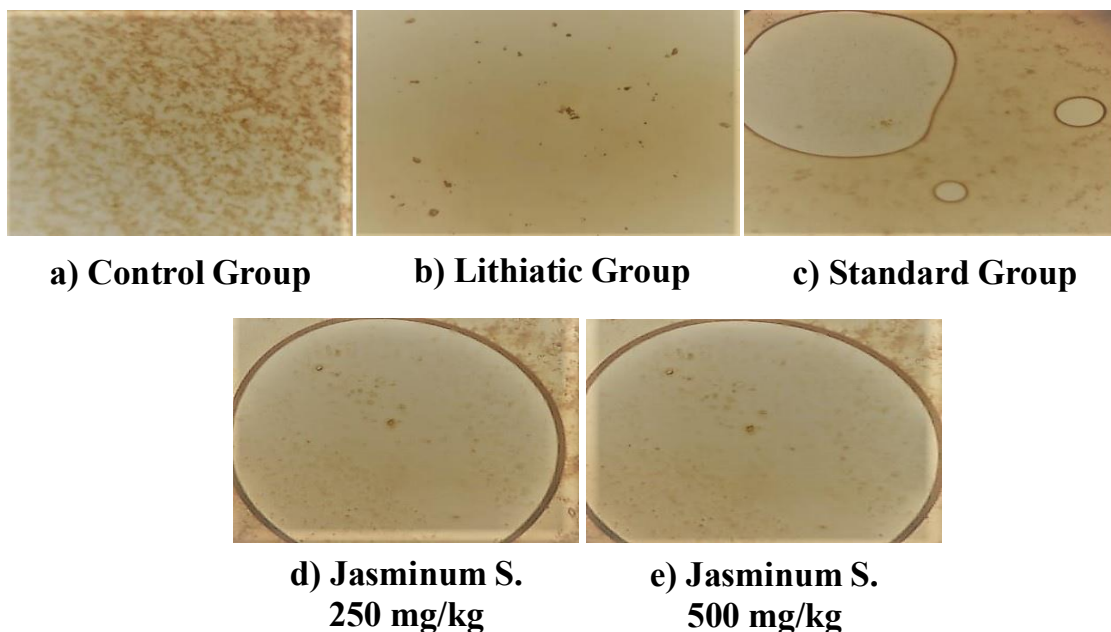 a) Control Group
b) Lithiatic Group
c) Standard Group
d) Jasminum S.
250 mg/kg
e) Jasminum S.
500 mg/kg